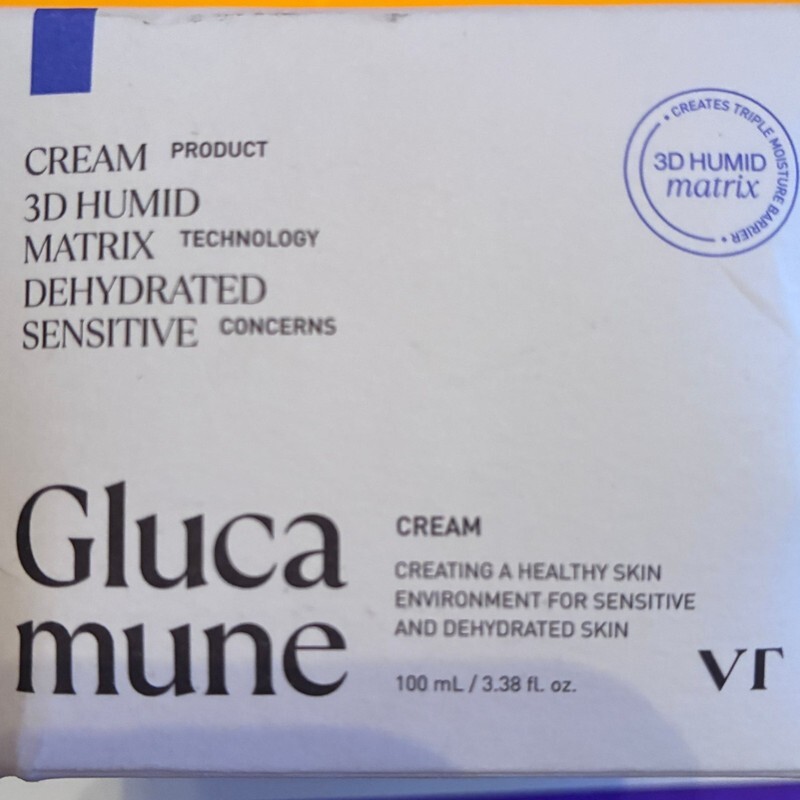 CREAM PRODUCT
3D HUMID
MATRIX TECHNOLOGY
DEHYDRATED
SENSITIVE CONCERNS
• CREATES TRIPLE MOISTURE BARRIER •
3D HUMID
matrix
Gluca
mune
CREAM
CREATING A HEALTHY SKIN
ENVIRONMENT FOR SENSITIVE
AND DEHYDRATED SKIN
100 mL / 3.38 fl. oz.
VT